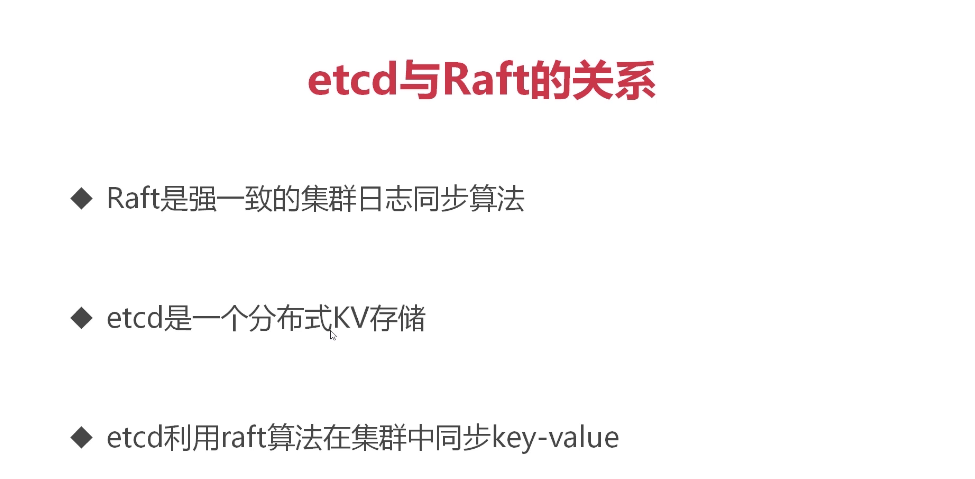 etcd与Raft的关系
◆ Raft是强一致的集群日志同步算法
◆ etcd是一个分布式KV存储
◆ etcd利用raft算法在集群中同步key-value